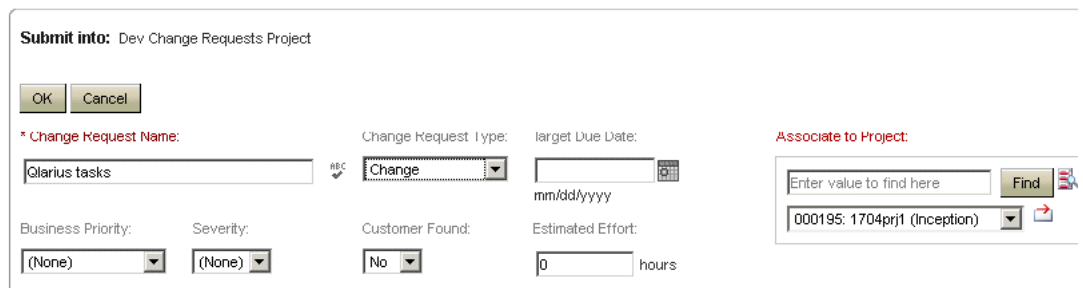 Submit into: Dev Change Requests Project
OK Cancel
* Change Request Name: Change Request Type: Target Due Date: Associate to Project:
Qlarius tasks ABC Change Enter value to find here Find
mm/dd/yyyy
000195: 1704prj1 (Inception)
Business Priority: Severity: Customer Found: Estimated Effort:
(None) (None) No 0 hours